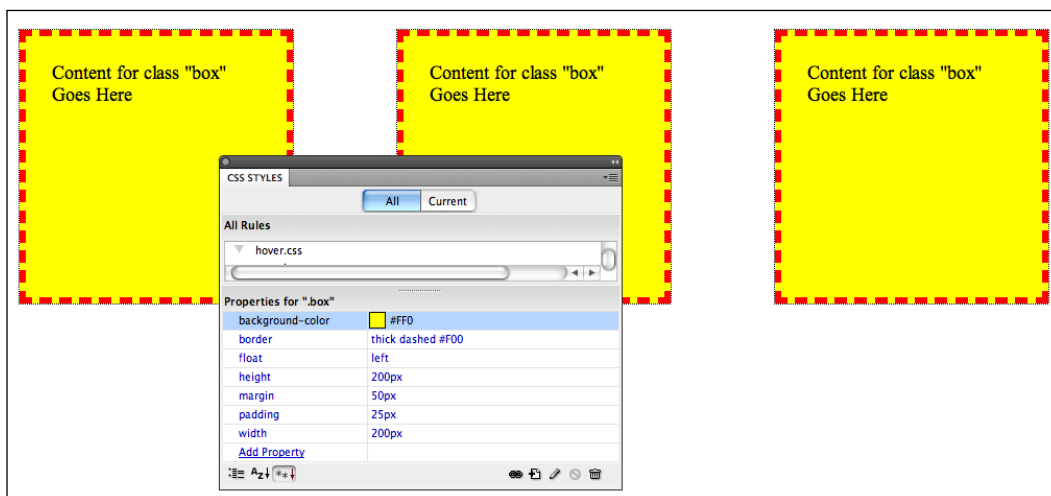 Content for class "box"
Goes Here
Content for class "box"
Goes Here
Content for class "box"
Goes Here
CSS STYLES
All Current
All Rules
hover.css
Properties for ".box"
background-color #FF0
border thick dashed #F00
float left
height 200px
margin 50px
padding 25px
width 200px
Add Property